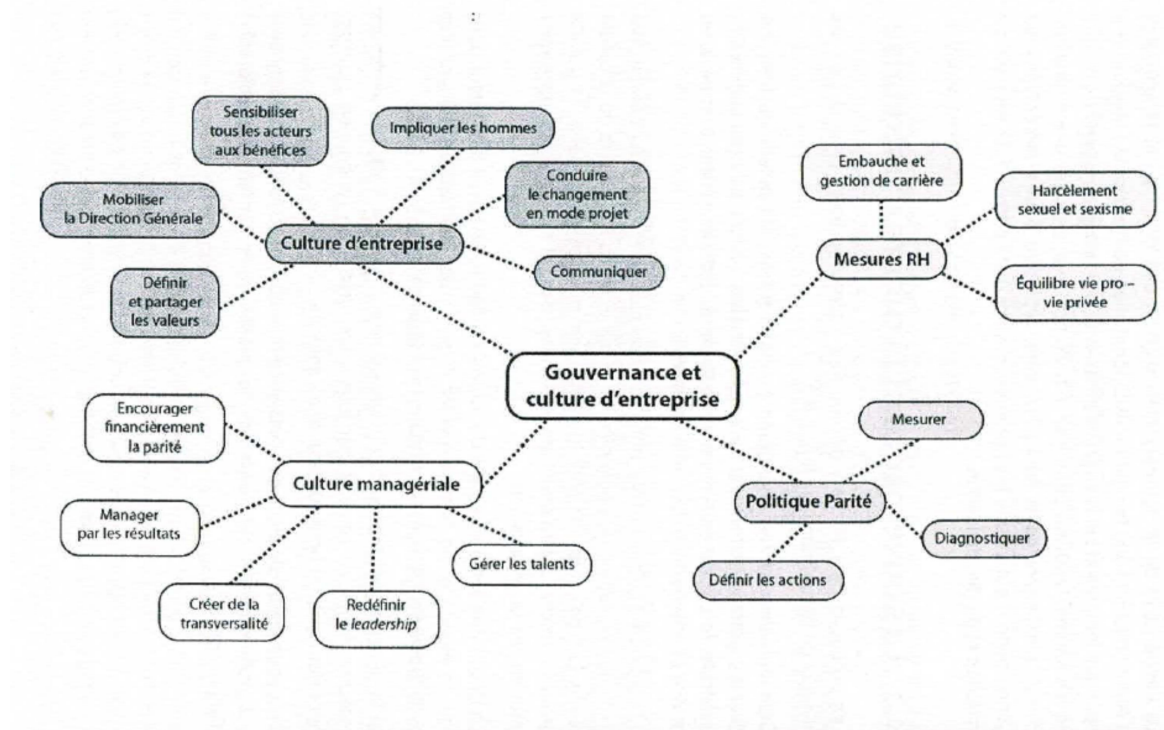 Sensibiliser
tous les acteurs
aux bénéfices
Impliquer les hommes
Conduire
le changement
en mode projet
Mobiliser
la Direction Générale
Culture d'entreprise
Communiquer
Définir
et partager
les valeurs
Embauche et
gestion de carrière
Harcèlement
sexuel et sexisme
Mesures RH
Équilibre vie pro –
vie privée
Gouvernance et
culture d'entreprise
Encourager
financièrement
la parité
Culture managériale
Manager
par les résultats
Créer de la
transversalité
Redéfinir
le leadership
Gérer les talents
Mesurer
Politique Parité
Diagnostiquer
Définir les actions